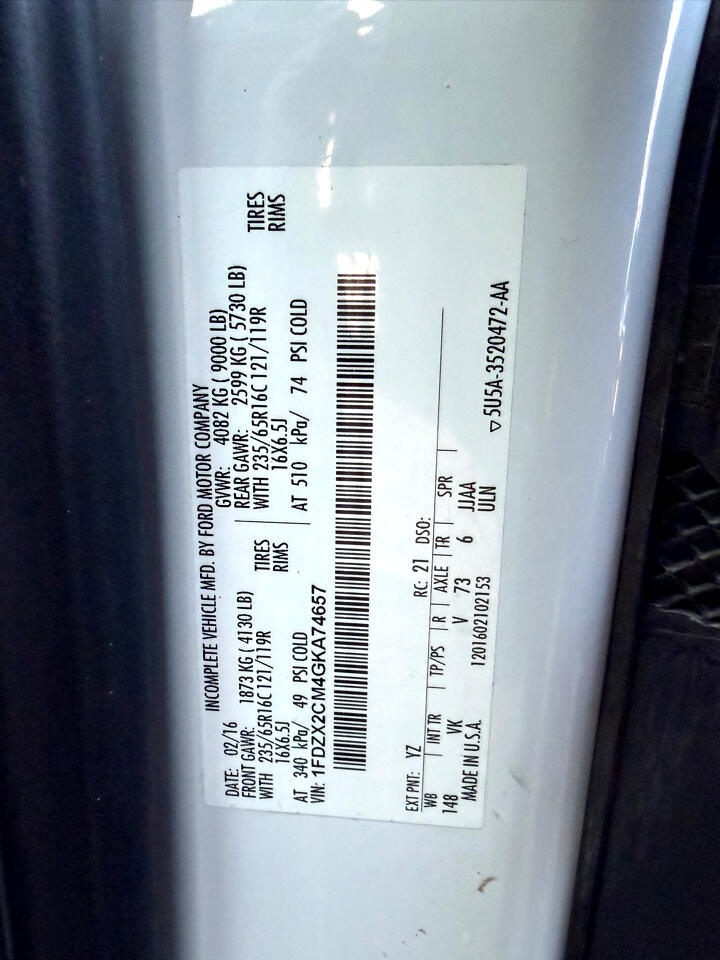 INCOMPLETE VEHICLE MFD. BY FORD MOTOR COMPANY
DATE: 02/16 GVWR: 4082 KG ( 9000 LB)
FRONT GAWR: 1873 KG ( 4130 LB) REAR GAWR: 2599 KG ( 5730 LB)
WITH 235/65R16C 121/119R TIRES WITH 235/65R16C 121/119R TIRES
16X6.5J RIMS 16X6.5J RIMS
AT 340 kPa/ 49 PSI COLD AT 510 kPa/ 74 PSI COLD
VIN: 1FDZX2CM4GKA74657
EXT PNT: YZ RC: 21 DSO:
WB INT TR TP/PS R AXLE TR SPR
148 VK V 73 6 JJAA
MADE IN U.S.A. 1201602102153 ULN
▽5U5A-3520472-AA